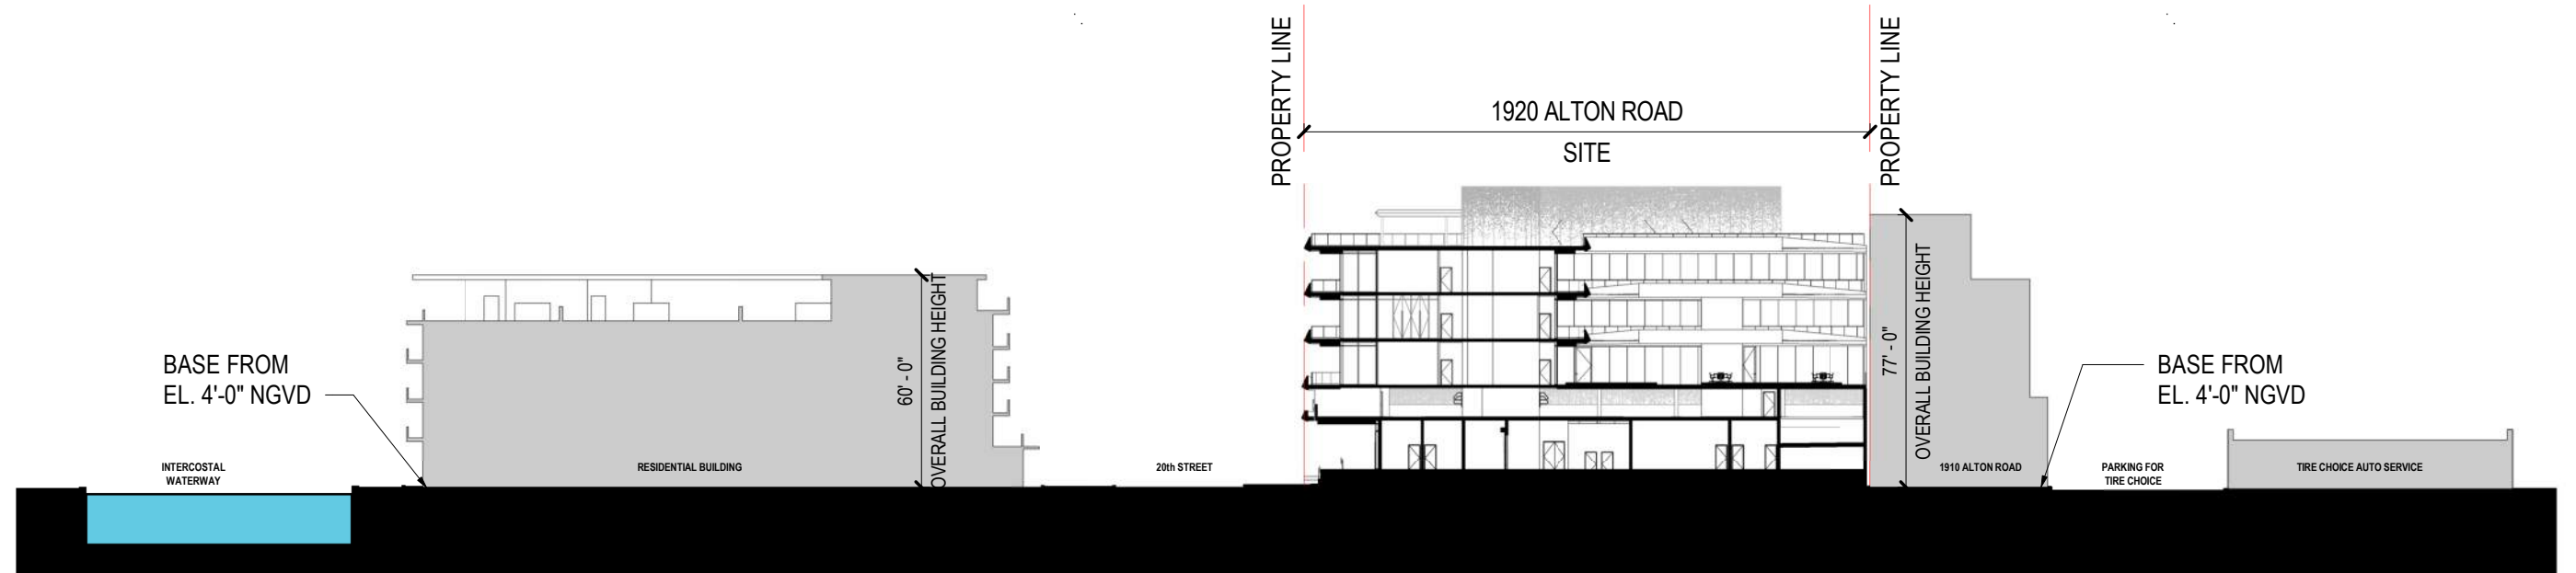 PROPERTY LINE
PROPERTY LINE
1920 ALTON ROAD
SITE
BASE FROM
EL. 4'-0" NGVD
60' - 0"
OVERALL BUILDING HEIGHT
77' - 0"
OVERALL BUILDING HEIGHT
BASE FROM
EL. 4'-0" NGVD
INTERCOSTAL
WATERWAY
RESIDENTIAL BUILDING
20th STREET
1910 ALTON ROAD
PARKING FOR
TIRE CHOICE
TIRE CHOICE AUTO SERVICE